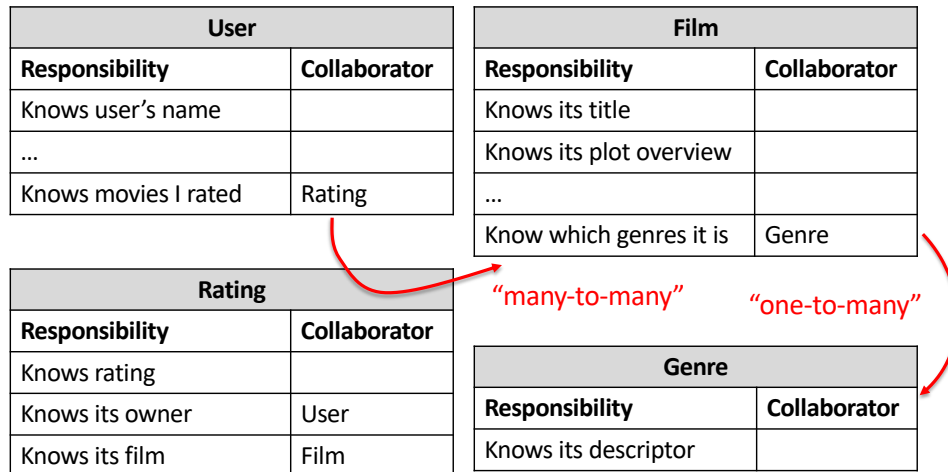 User
Responsibility Collaborator
Knows user’s name
...
Knows movies I rated Rating
Film
Responsibility Collaborator
Knows its title
Knows its plot overview
...
Know which genres it is Genre
“many-to-many”
“one-to-many”
Rating
Responsibility Collaborator
Knows rating
Knows its owner User
Knows its film Film
Genre
Responsibility Collaborator
Knows its descriptor